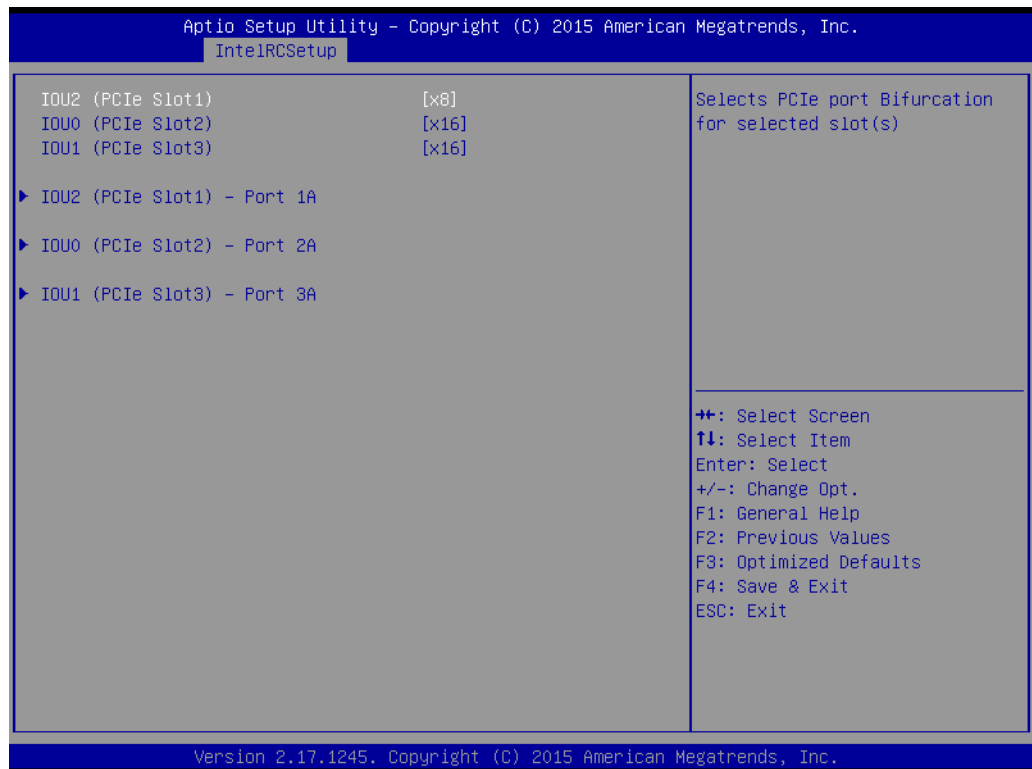 Aptio Setup Utility – Copyright (C) 2015 American Megatrends, Inc.
IntelRCSetup
IOU2 (PCIe Slot1) [x8]
IOU0 (PCIe Slot2) [x16]
IOU1 (PCIe Slot3) [x16]
▶ IOU2 (PCIe Slot1) – Port 1A
▶ IOU0 (PCIe Slot2) – Port 2A
▶ IOU1 (PCIe Slot3) – Port 3A
Selects PCIe port Bifurcation
for selected slot(s)
→←: Select Screen
↑↓: Select Item
Enter: Select
+/-: Change Opt.
F1: General Help
F2: Previous Values
F3: Optimized Defaults
F4: Save & Exit
ESC: Exit
Version 2.17.1245. Copyright (C) 2015 American Megatrends, Inc.